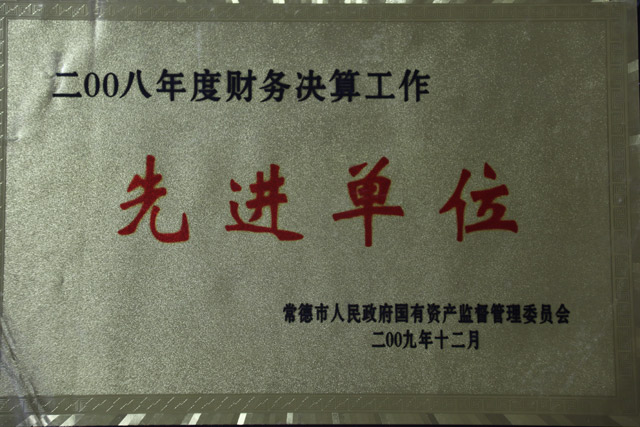 二00八年度财务决算工作
先进单位
常德市人民政府国有资产监督管理委员会
二00九年十二月